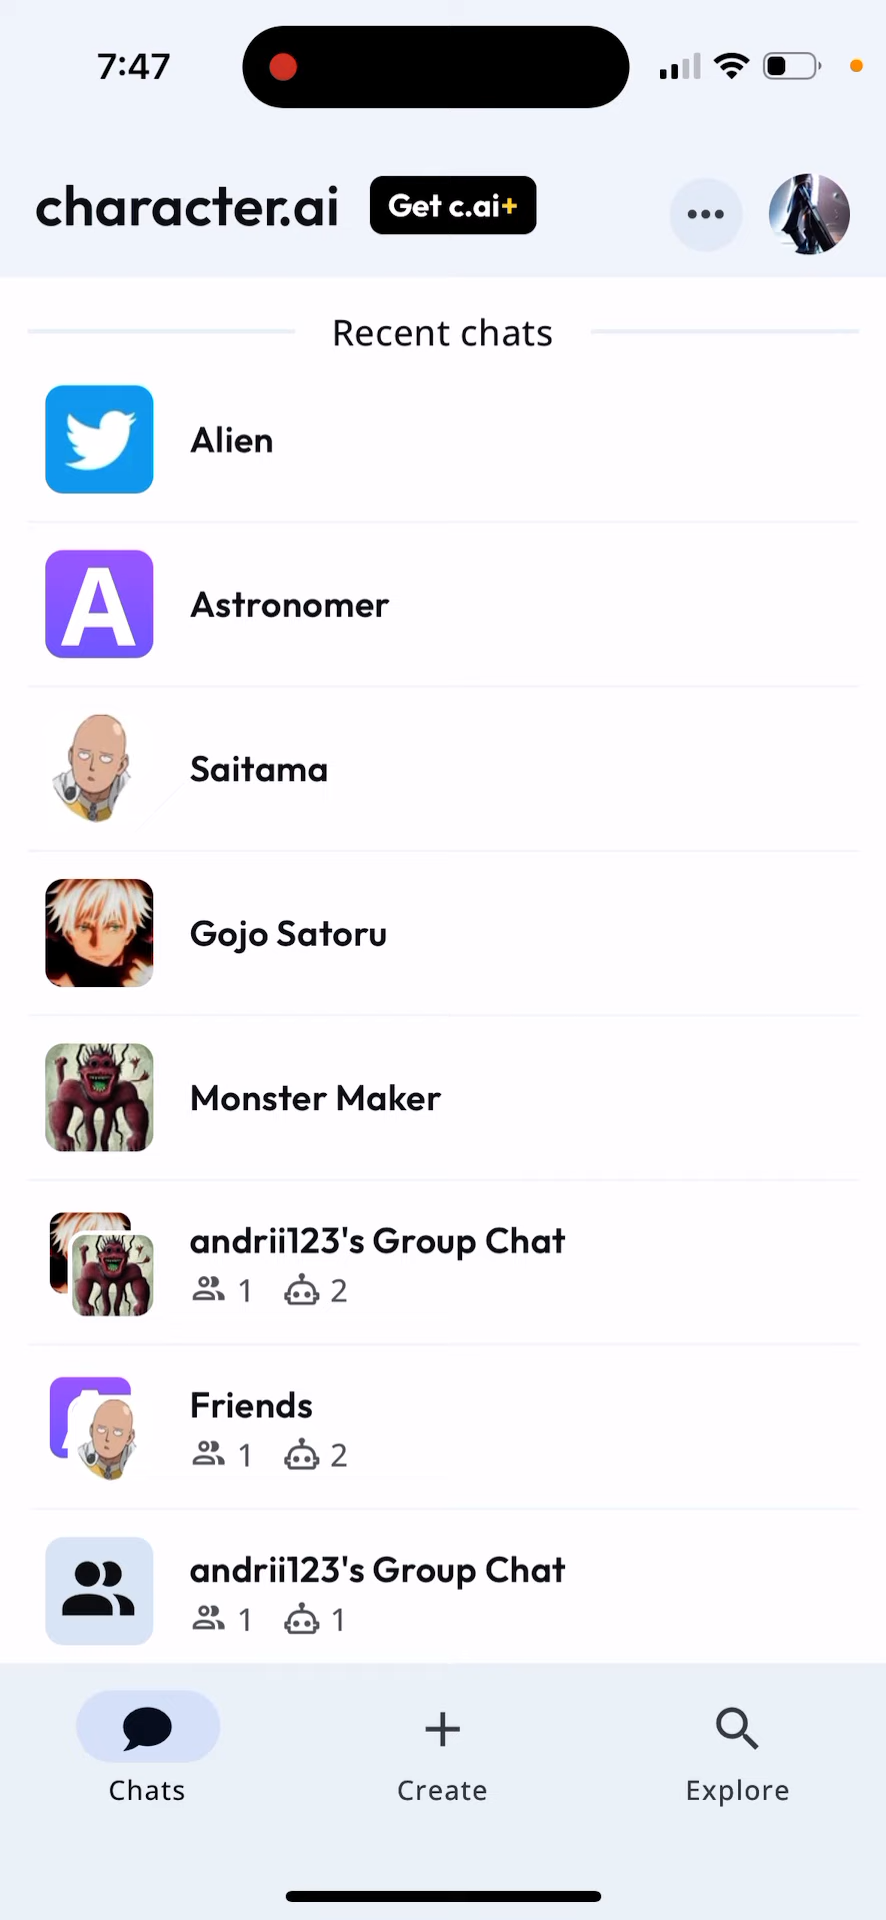 7:47
character.ai
Get c.ai+
Recent chats
Alien
A
Astronomer
Saitama
Gojo Satoru
Monster Maker
andrii123's Group Chat
1 2
Friends
1 2
andrii123's Group Chat
1 1
Chats
Create
Explore